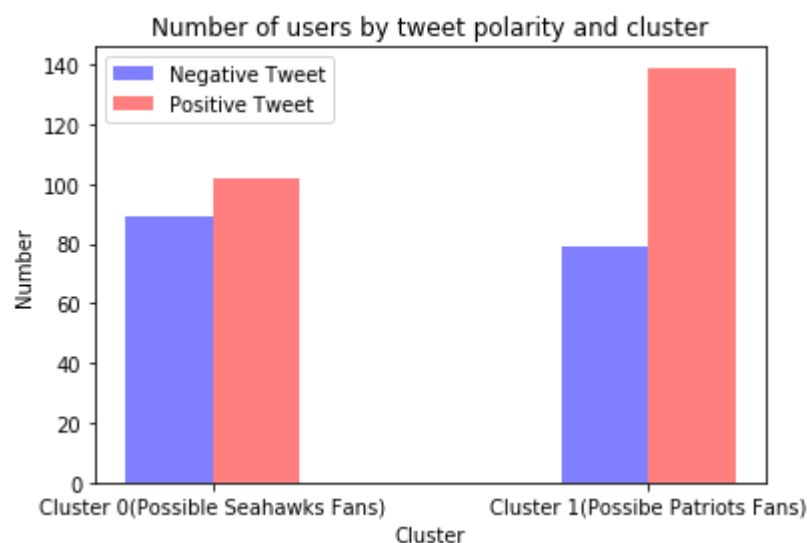 Number of users by tweet polarity and cluster
Negative Tweet
Positive Tweet
140
120
100
80
60
40
20
0
Number
Cluster 0(Possible Seahawks Fans)
Cluster 1(Possibe Patriots Fans)
Cluster